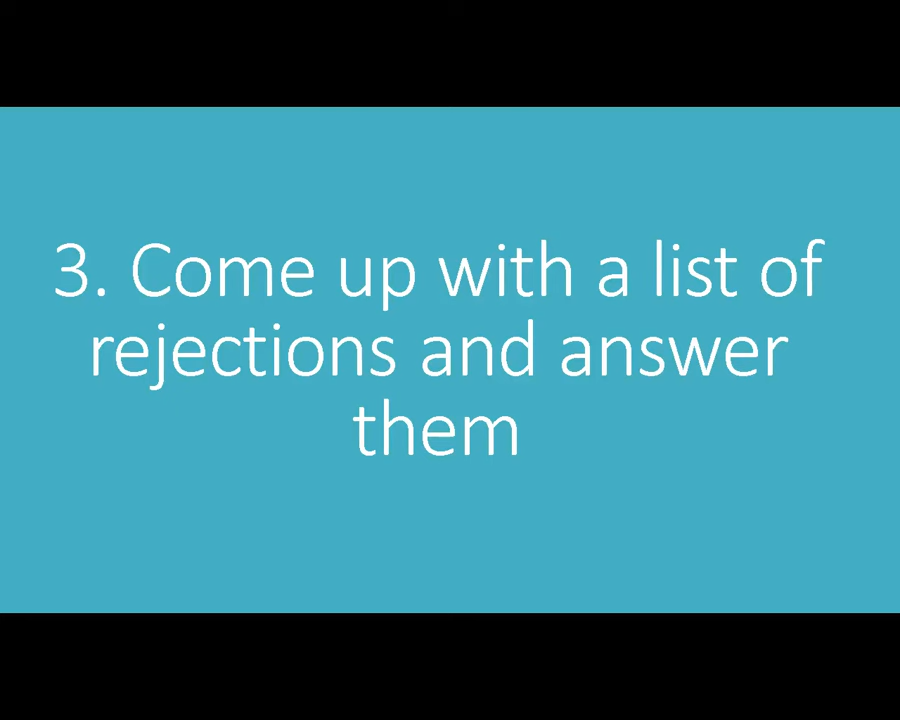 3. Come up with a list of
rejections and answer
them